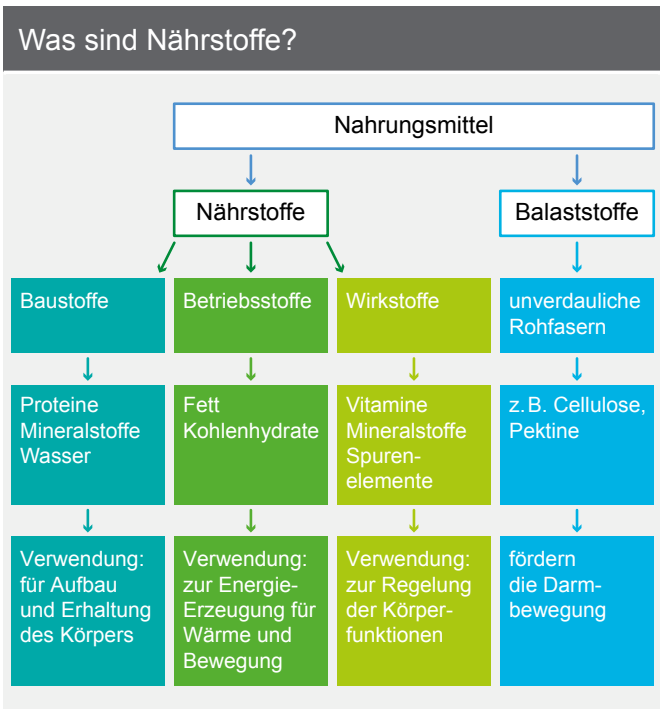 Was sind Nährstoffe?
Nahrungsmittel
Nährstoffe
Balaststoffe
Baustoffe
Betriebsstoffe
Wirkstoffe
unverdauliche
Rohfasern
Proteine
Mineralstoffe
Wasser
Fett
Kohlenhydrate
Vitamine
Mineralstoffe
Spuren-
elemente
z. B. Cellulose,
Pektine
Verwendung:
für Aufbau
und Erhaltung
des Körpers
Verwendung:
zur Energie-
Erzeugung für
Wärme und
Bewegung
Verwendung:
zur Regelung
der Körper-
funktionen
fördern
die Darm-
bewegung